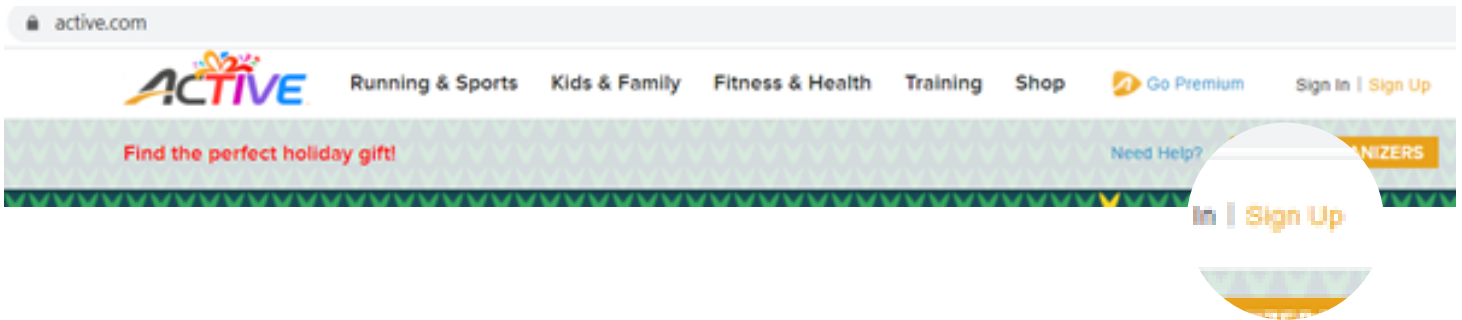 active.com
ACTIVE Running & Sports Kids & Family Fitness & Health Training Shop Go Premium Sign In | Sign Up
Find the perfect holiday gift! Need Help? ANIZERS
In | Sign Up